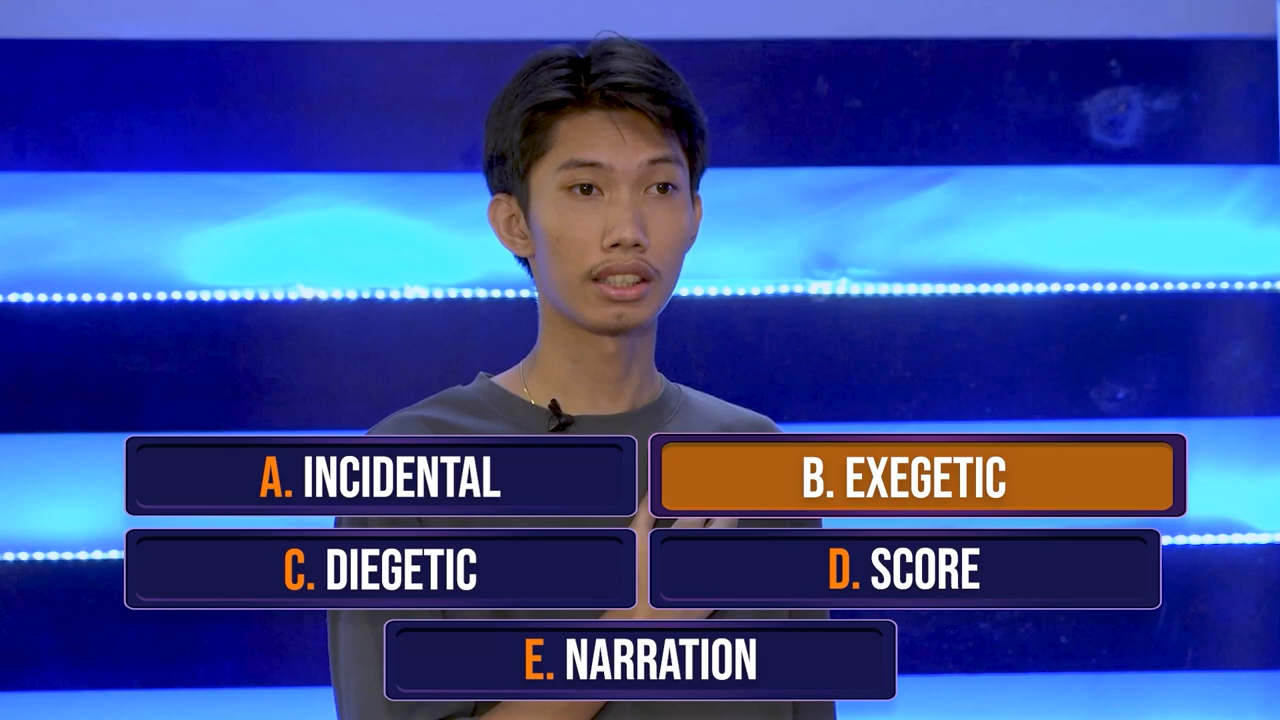 A. INCIDENTAL
B. EXEGETIC
C. DIEGETIC
D. SCORE
E. NARRATION